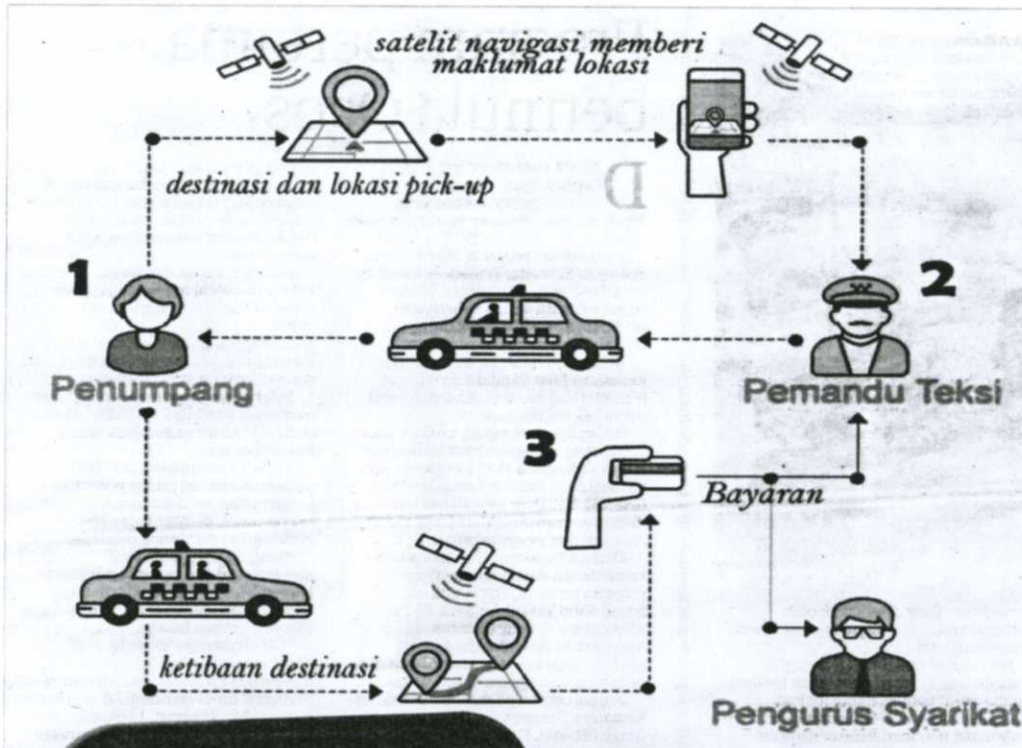 satelit navigasi memberi
maklumat lokasi
D
destinasi dan lokasi pick-up
1
2
Penumpang
Pemandu Teksi
3
Bayaran
ketibaan destinasi
Pengurus Syarikat